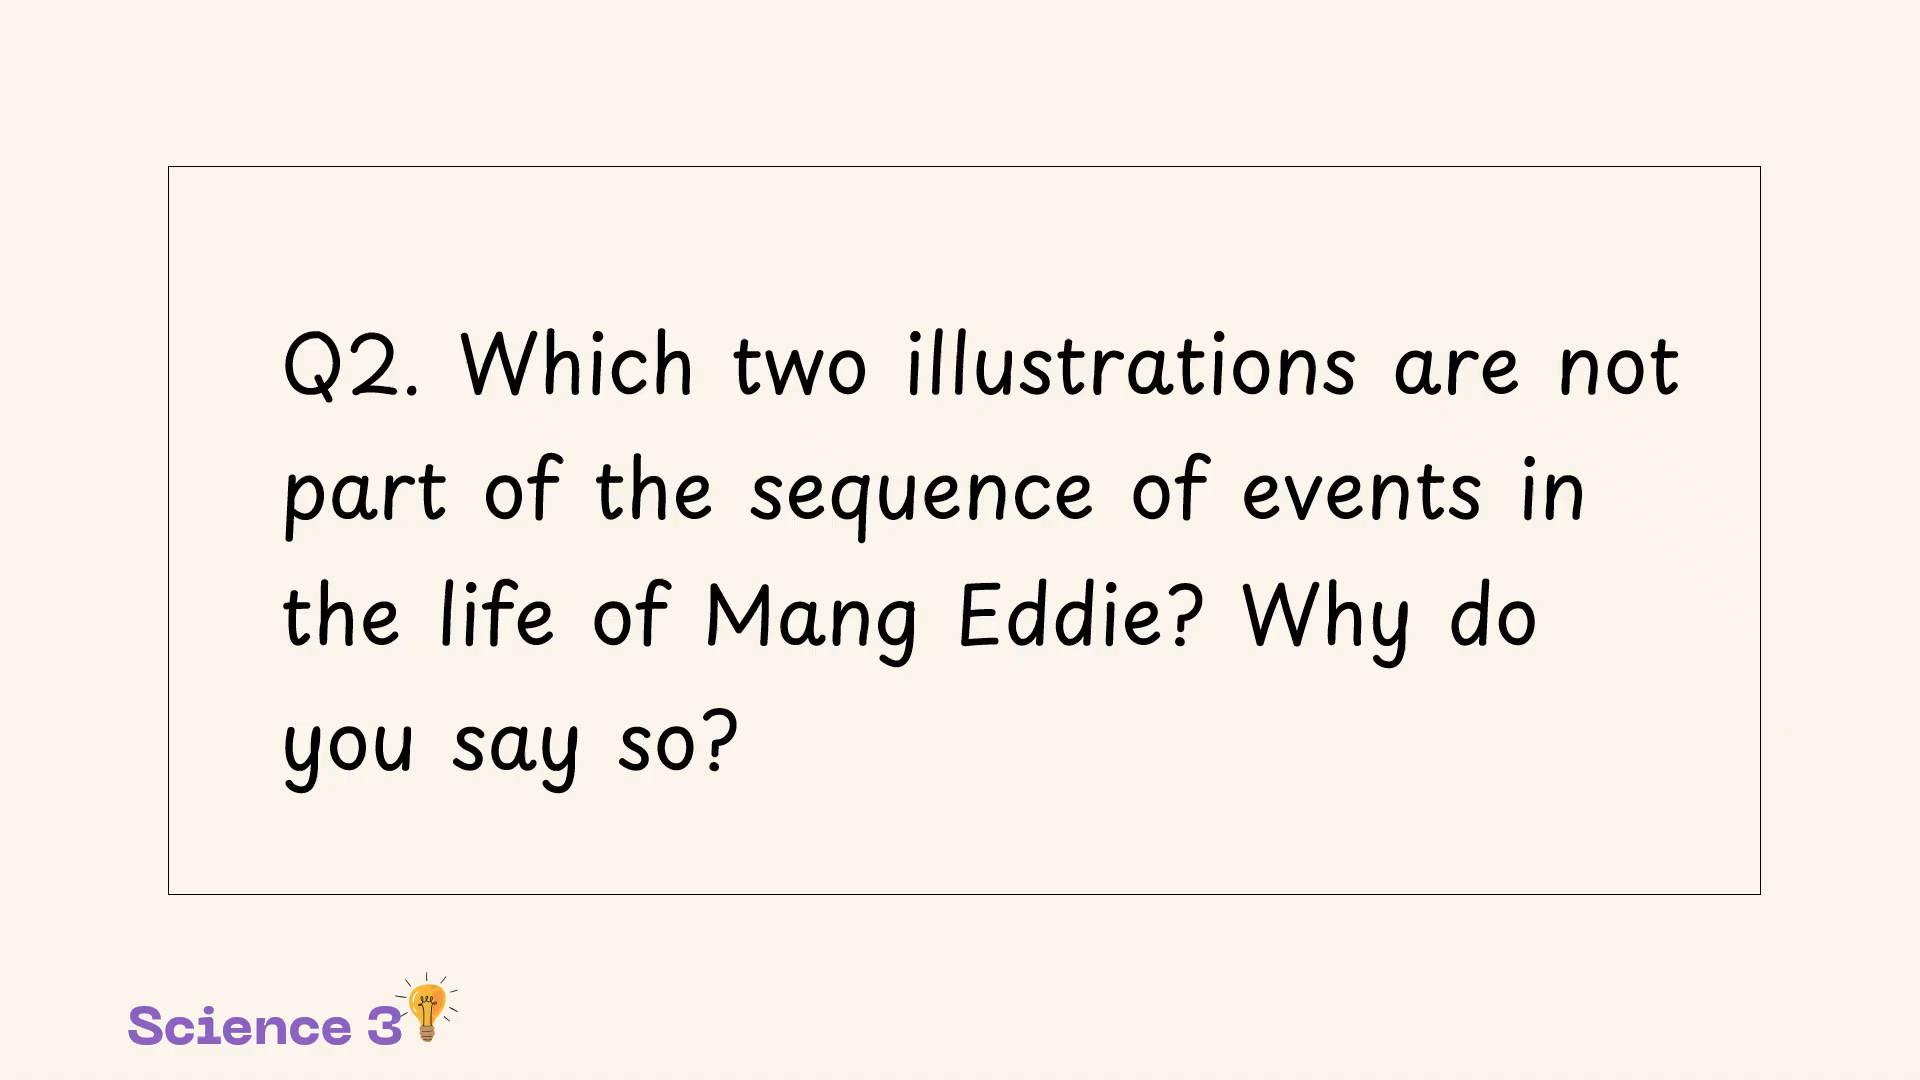 Q2. Which two illustrations are not
part of the sequence of events in
the life of Mang Eddie? Why do
you say so?
Science 3